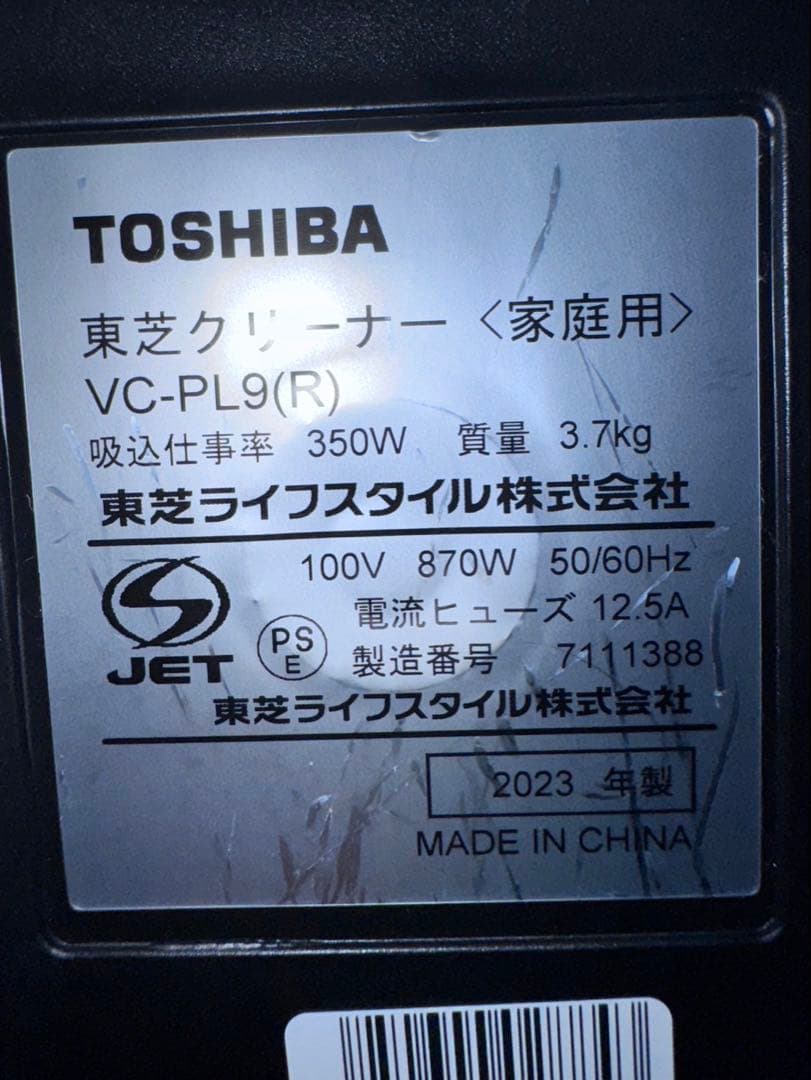 TOSHIBA
東芝クリーナー〈家庭用〉
VC-PL9(R)
吸込仕事率 350W 質量 3.7kg
東芝ライフスタイル株式会社
100V 870W 50/60Hz
電流ヒューズ 12.5A
JET PSE 製造番号 7111388
東芝ライフスタイル株式会社
2023 年製
MADE IN CHINA